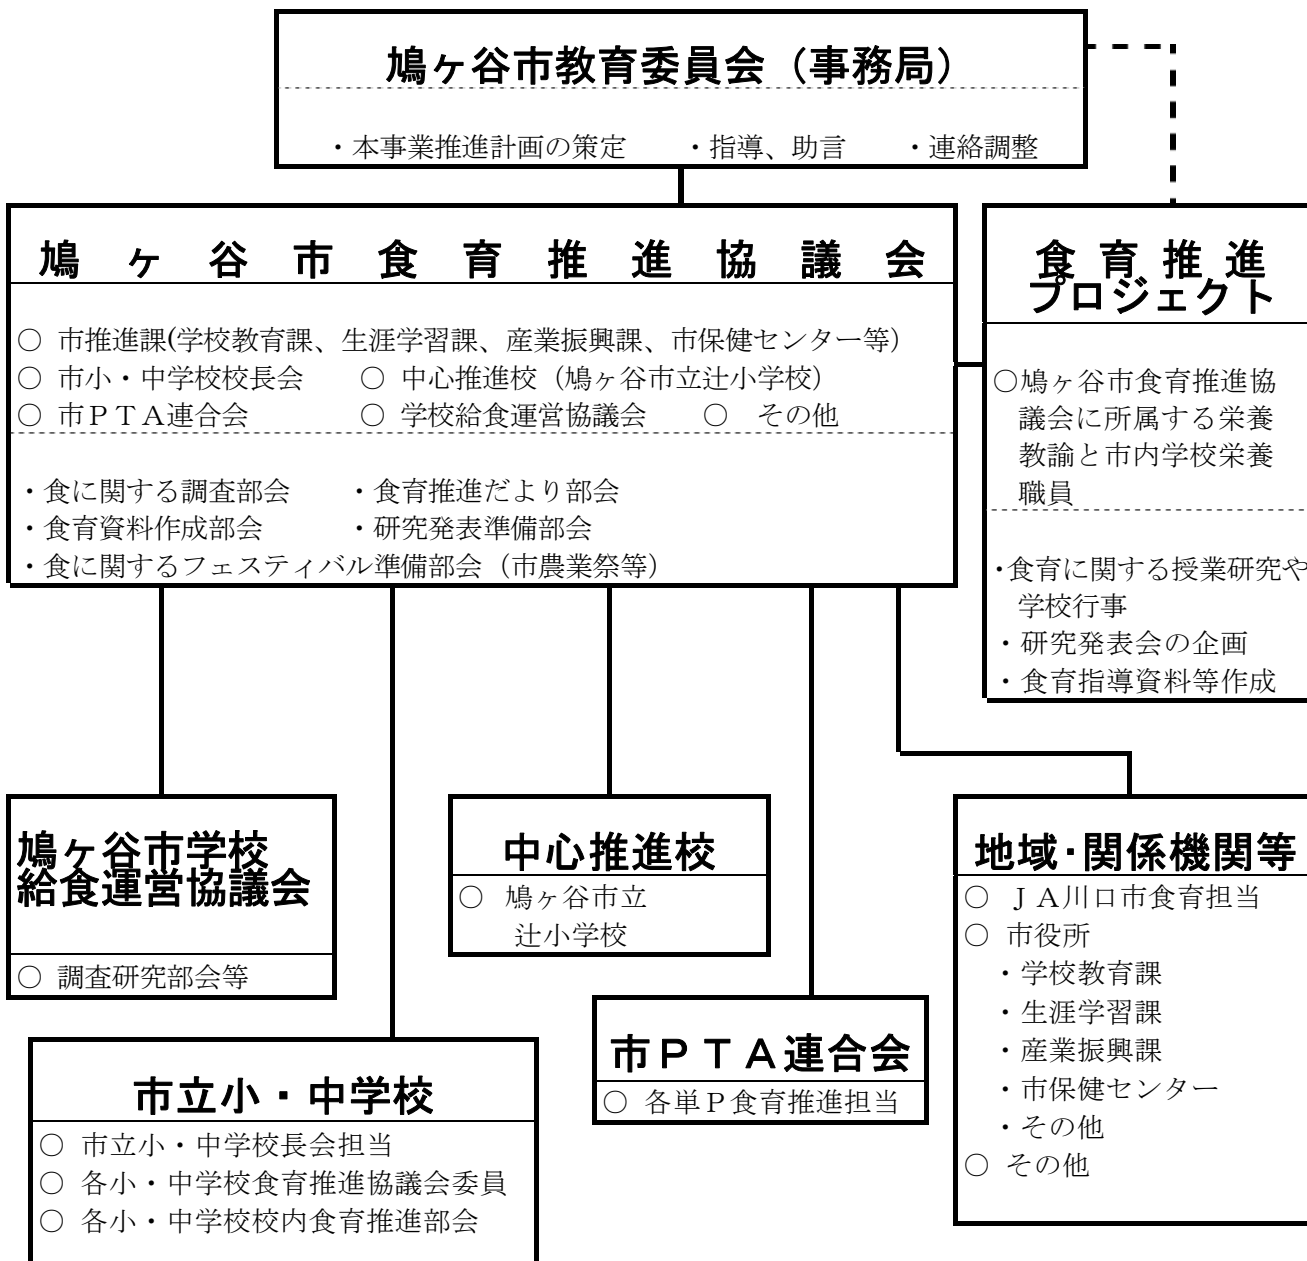 鳩ヶ谷市教育委員会（事務局）
・本事業推進計画の策定　・指導、助言　・連絡調整
鳩ヶ谷市食育推進協議会
○ 市推進課(学校教育課、生涯学習課、産業振興課、市保健センター等）
○ 市小・中学校校長会　○ 中心推進校（鳩ヶ谷市立辻小学校）
○ 市ＰＴＡ連合会　○ 学校給食運営協議会　○ その他
・食に関する調査部会　・食育推進だより部会
・食育資料作成部会　・研究発表準備部会
・食に関するフェスティバル準備部会（市農業祭等）
食育推進
プロジェクト
○鳩ヶ谷市食育推進協
議会に所属する栄養
教諭と市内学校栄養
職員
・食育に関する授業研究や
学校行事
・研究発表会の企画
・食育指導資料等作成
鳩ヶ谷市学校
給食運営協議会
○ 調査研究部会等
中心推進校
○ 鳩ヶ谷市立
辻小学校
地域・関係機関等
○ ＪＡ川口市食育担当
○ 市役所
・学校教育課
・生涯学習課
・産業振興課
・市保健センター
・その他
○ その他
市立小・中学校
○ 市立小・中学校長会担当
○ 各小・中学校食育推進協議会委員
○ 各小・中学校校内食育推進部会
市ＰＴＡ連合会
○ 各単Ｐ食育推進担当